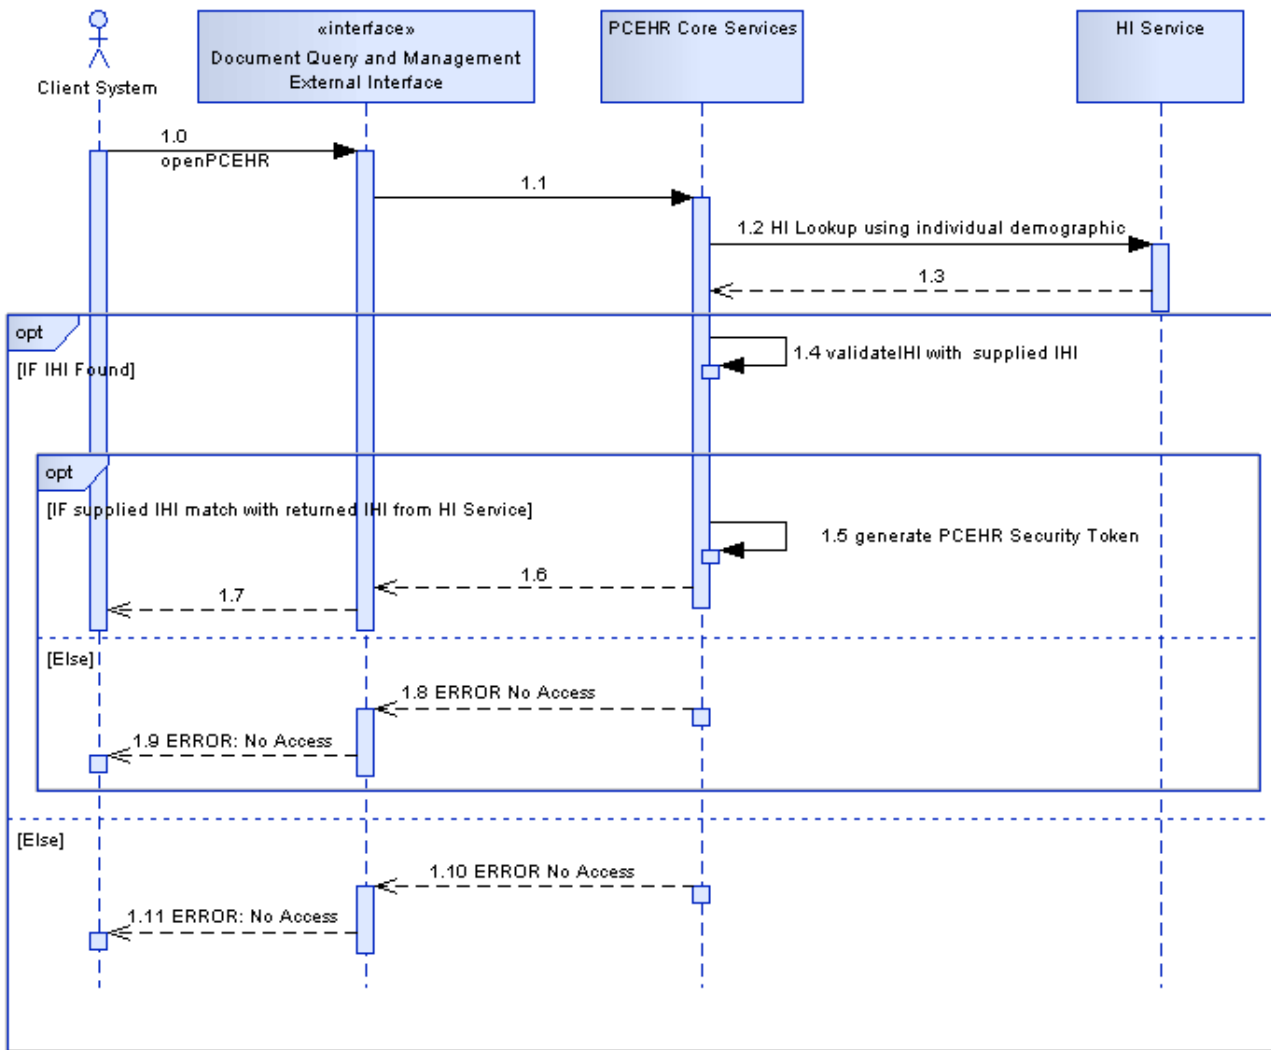 Client System
«interface»
Document Query and Management
External Interface
PCEHR Core Services
HI Service
1.0
openPCEHR
1.1
1.2 HI Lookup using individual demographic
1.3
opt
[IF IHI Found]
1.4 validateIHI with  supplied IHI
opt
[IF supplied IHI match with returned IHI from HI Service]
1.5 generate PCEHR Security Token
1.6
1.7
[Else]
1.8 ERROR No Access
1.9 ERROR: No Access
[Else]
1.10 ERROR No Access
1.11 ERROR: No Access